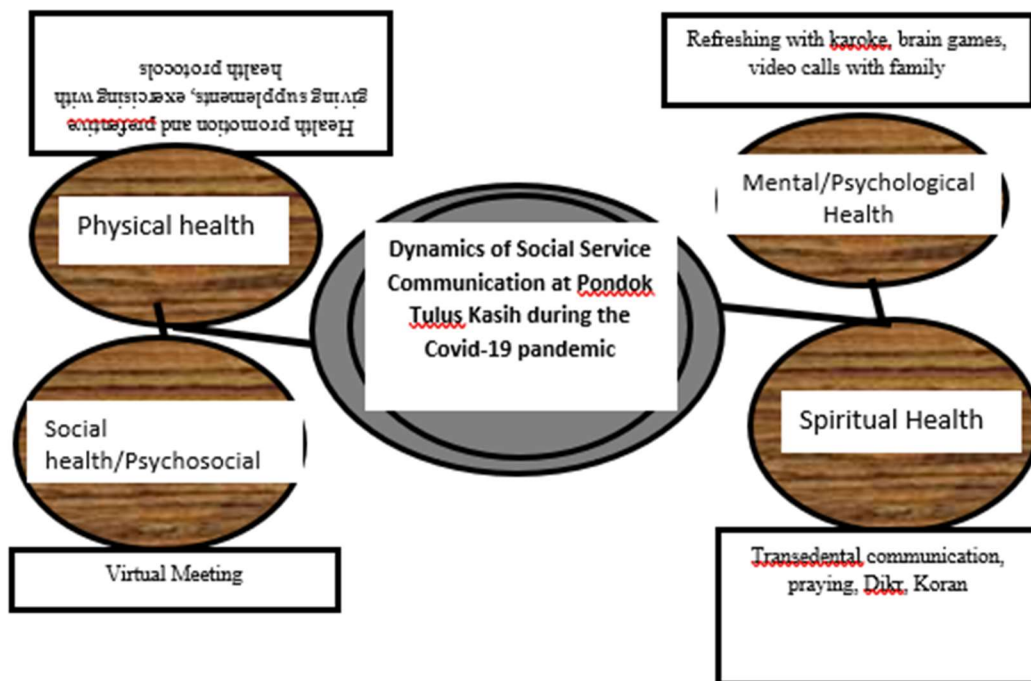 Health promotion and prefentive
giving supplements, exercising with
health protocols
Refreshing with karoke, brain games,
video calls with family
Physical health
Mental/Psychological
Health
Dynamics of Social Service
Communication at Pondok
Tulus Kasih during the
Covid-19 pandemic
Social
health/Psychosocial
Spiritual Health
Virtual Meeting
Transedental communication,
praying, Dikr, Koran